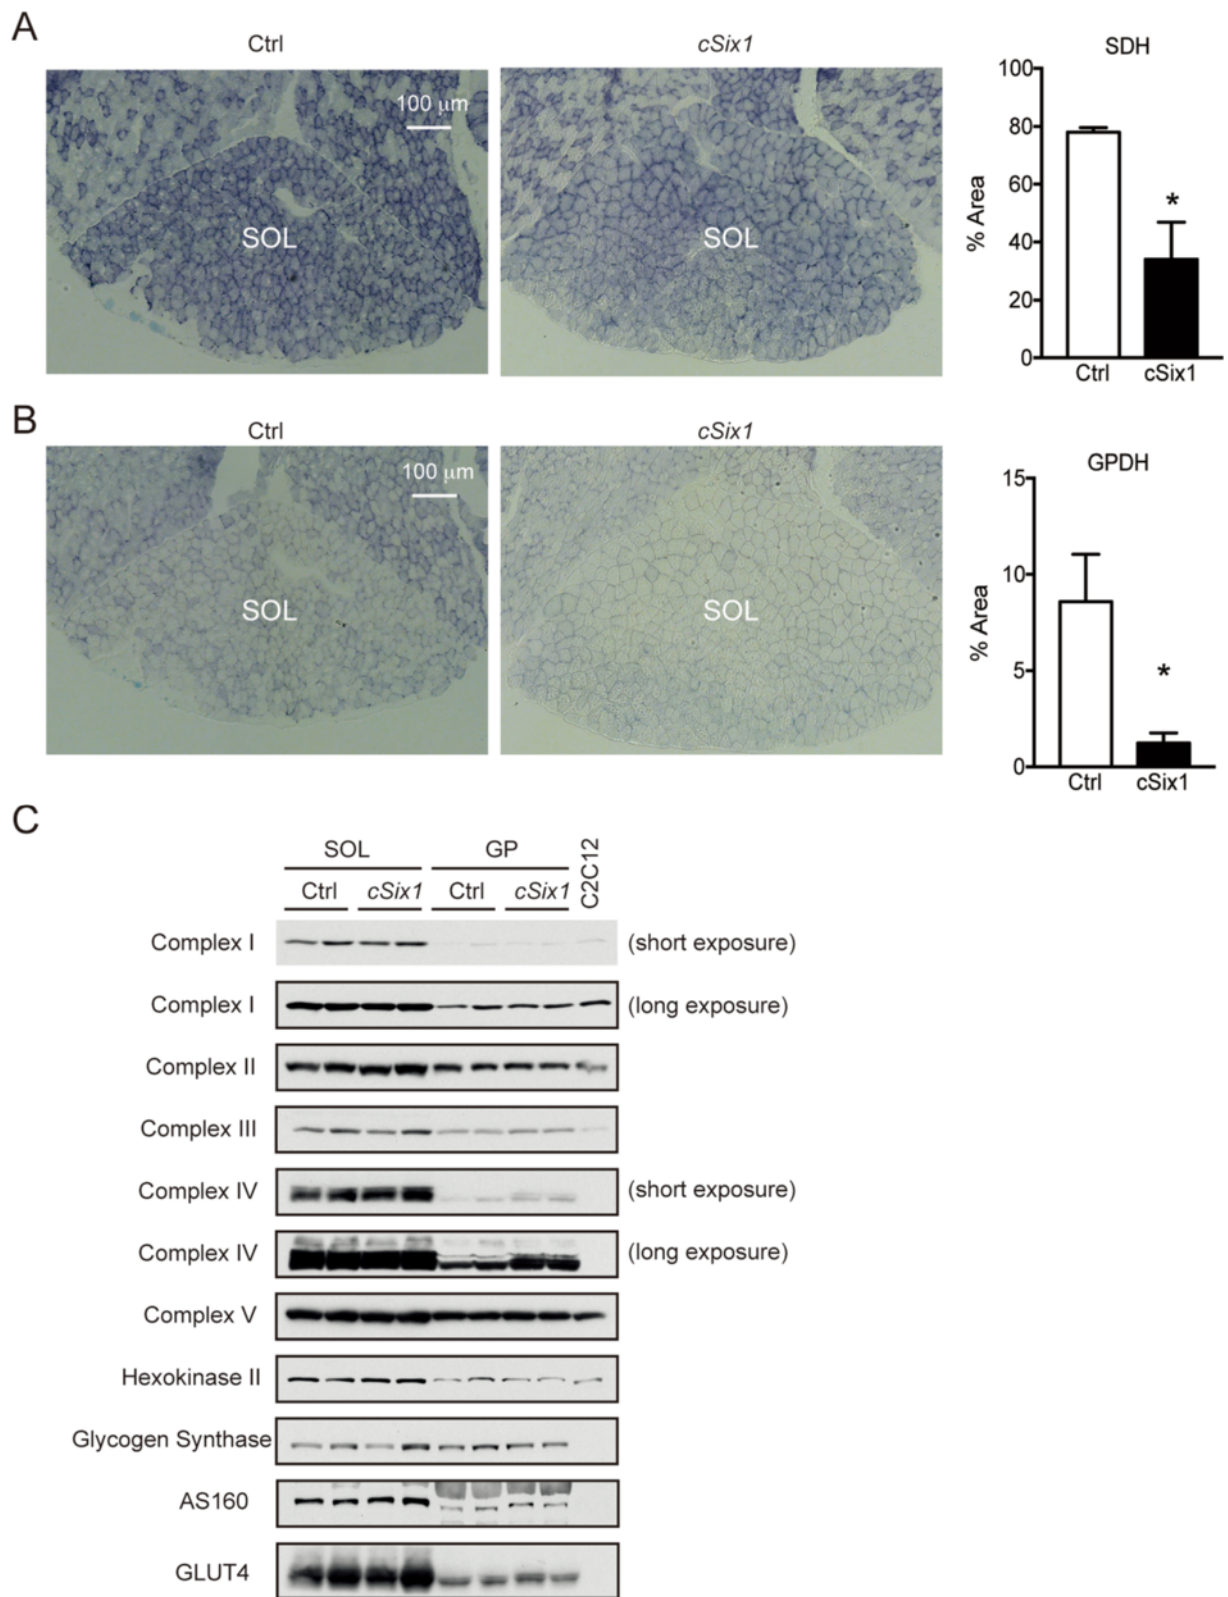 A
Ctrl
cSix1
SDH
100 μm
SOL
SOL
% Area
100
80
60
40
20
0
*
Ctrl
cSix1
B
Ctrl
cSix1
GPDH
100 μm
SOL
SOL
% Area
15
10
5
0
*
Ctrl
cSix1
C
SOL
GP
C2C12
Ctrl
cSix1
Ctrl
cSix1
Complex I
(short exposure)
Complex I
(long exposure)
Complex II
Complex III
Complex IV
(short exposure)
Complex IV
(long exposure)
Complex V
Hexokinase II
Glycogen Synthase
AS160
GLUT4